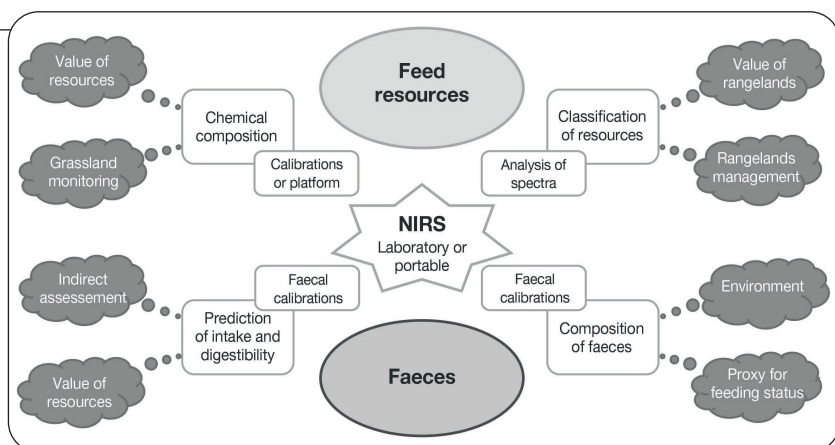 Value of
resources
Grassland
monitoring
Chemical
composition
Calibrations
or platform
Feed
resources
Classification
of resources
Analysis of
spectra
Value of
rangelands
Rangelands
management
NIRS
Laboratory or
portable
Indirect
assessement
Value of
resources
Faecal
calibrations
Prediction
of intake and
digestibility
Faeces
Faecal
calibrations
Composition
of faeces
Environment
Proxy for
feeding status